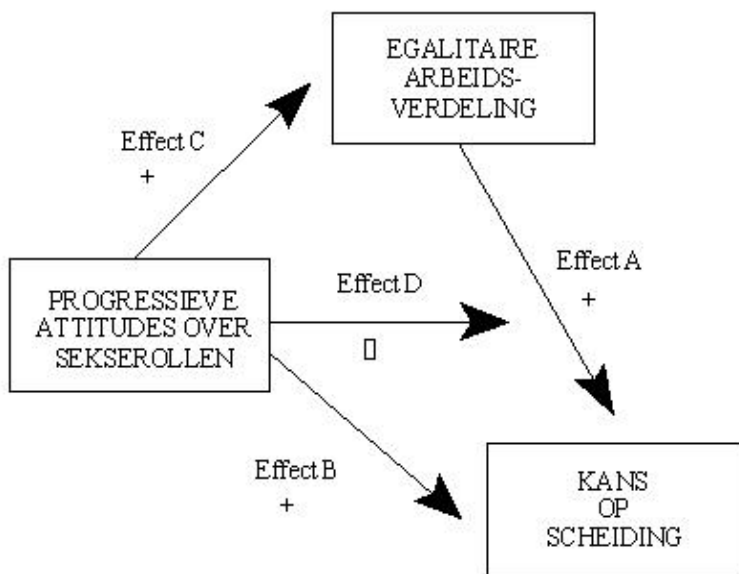 EGALITAIRE
ARBEIDS-
VERDELING
Effect C
+
Effect A
+
Effect D
▯
PROGRESSIEVE
ATTITUDES OVER
SEKSEROLLEN
Effect B
+
KANS
OP
SCHEIDING